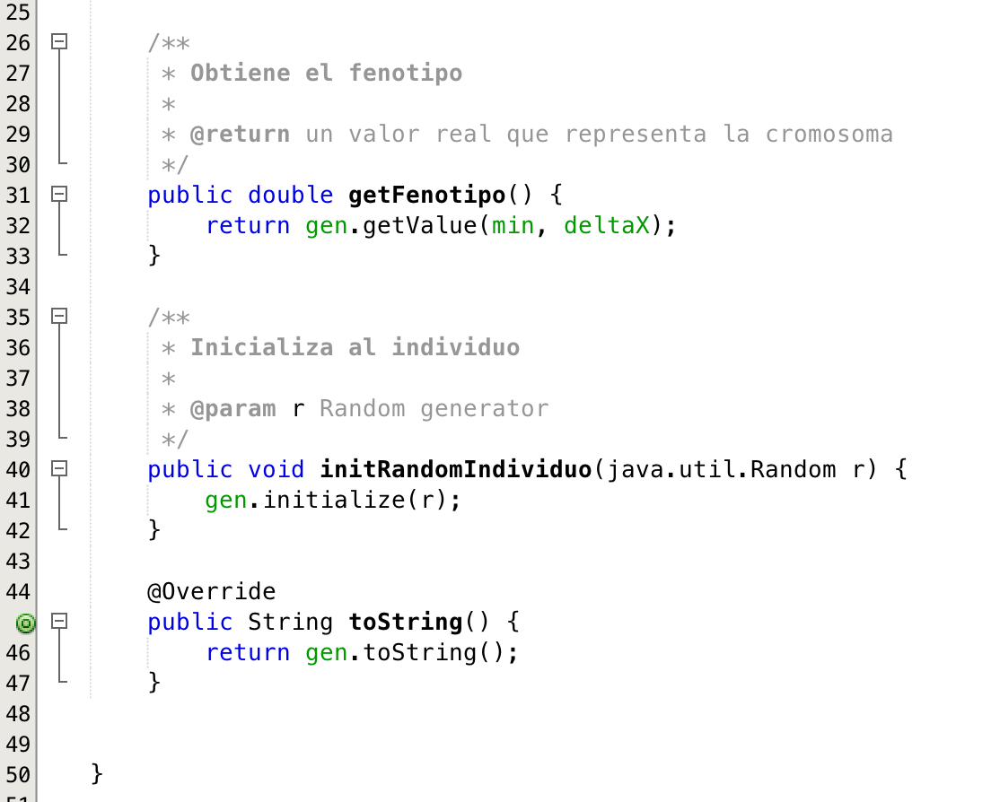 25
26 /**
27 * Obtiene el fenotipo
28 *
29 * @return un valor real que representa la cromosoma
30 */
31 public double getFenotipo() {
32 return gen.getValue(min, deltaX);
33 }
34
35 /**
36 * Inicializa al individuo
37 *
38 * @param r Random generator
39 */
40 public void initRandomIndividuo(java.util.Random r) {
41 gen.initialize(r);
42 }
43
44 @Override
public String toString() {
46 return gen.toString();
47 }
48
49
50 }
51